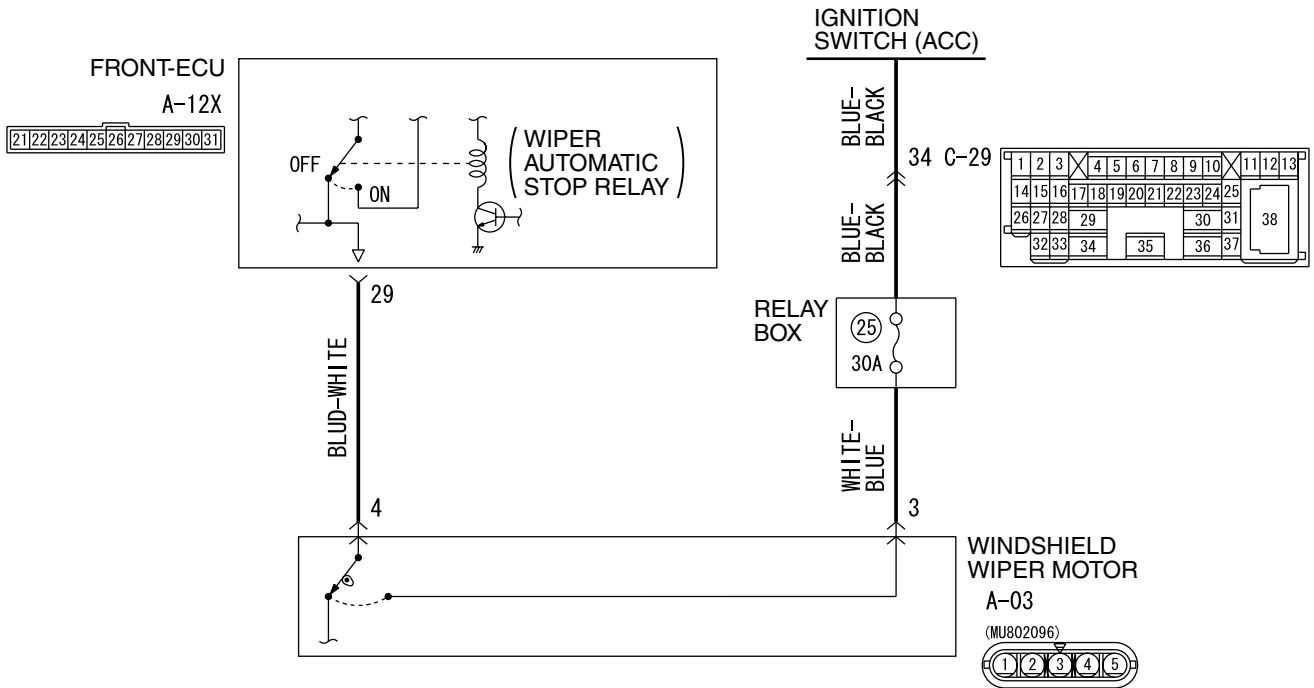 IGNITION
SWITCH (ACC)
FRONT-ECU
A-12X
21 22 23 24 25 26 27 28 29 30 31
OFF
ON
(WIPER
AUTOMATIC
STOP RELAY)
BLUE-
BLACK
34 C-29
1 2 3 4 5 6 7 8 9 10 11 12 13
14 15 16 17 18 19 20 21 22 23 24 25
26 27 28 29 30 31 38
32 33 34 35 36 37
BLUE-
BLACK
29
RELAY
BOX
25
30A
BLUD-WHITE
WHITE-
BLUE
4
3
WINDSHIELD
WIPER MOTOR
A-03
(MU802096)
1 2 3 4 5